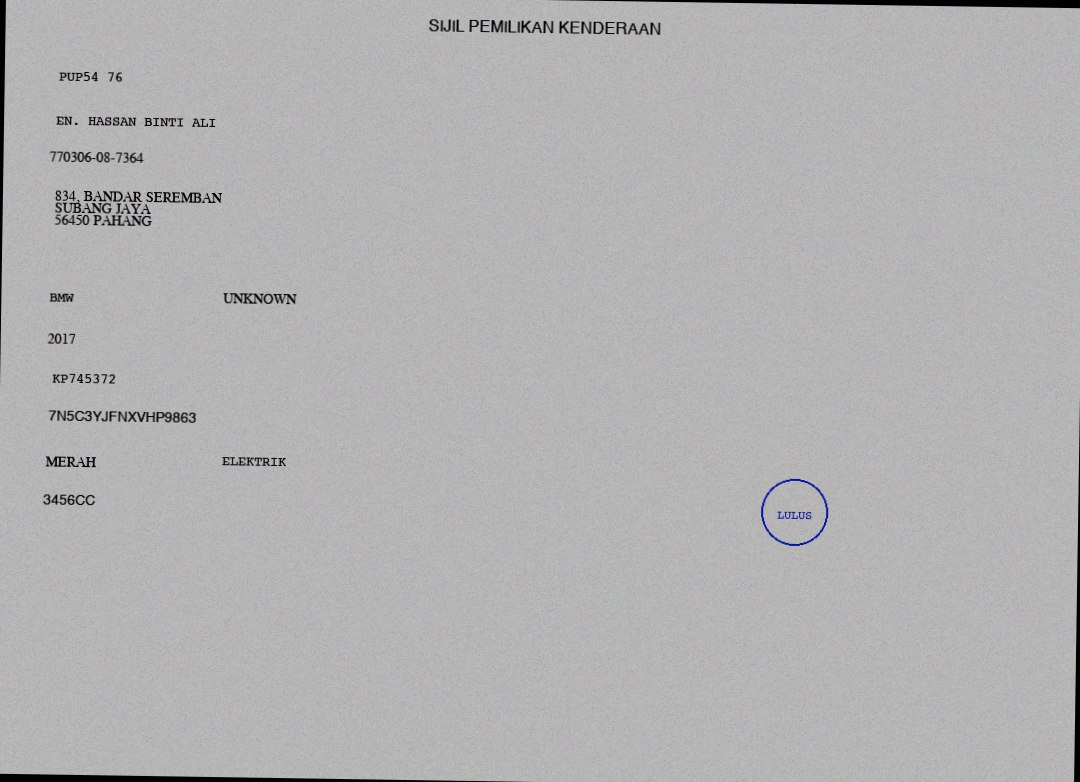 SIJIL PEMILIKAN KENDERAAN
PUP54 76
EN. HASSAN BINTI ALI
770306-08-7364
834, BANDAR SEREMBAN
SUBANG JAYA
56450 PAHANG
BMW UNKNOWN
2017
KP745372
7N5C3YJFNXVHP9863
MERAH ELEKTRIK
3456CC
LULUS